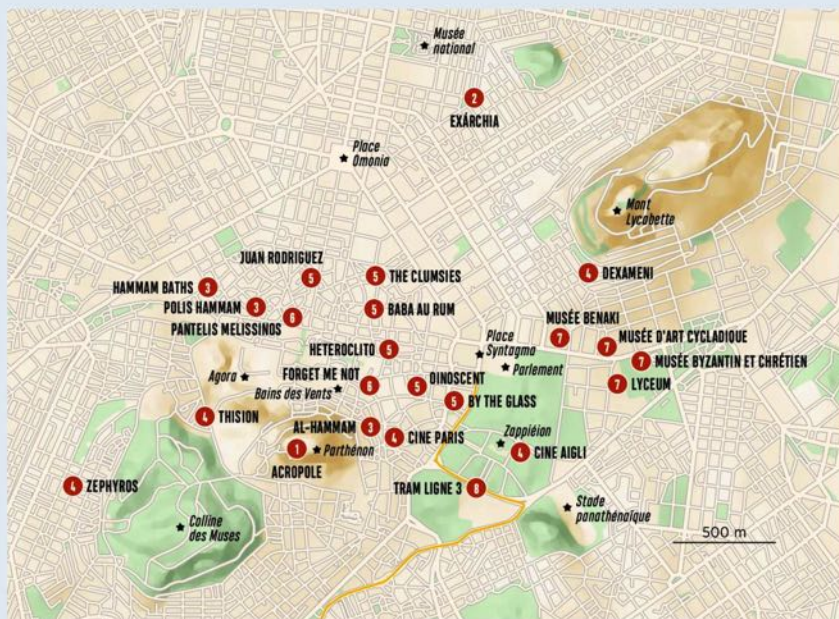 Musée
national
2
EXÁRCHIA
Place
Omonia
Mont
Lycabette
JUAN RODRIGUEZ
5
5 THE CLUMSIES
4 DEXAMENI
HAMMAM BATHS 3
POLIS HAMMAM 3
PANTELIS MELISSINOS 6
5 BABA AU RUM
MUSÉE BENAKI
7
7 MUSÉE D'ART CYCLADIQUE
HETEROCLITO 5
Place
Syntagma
Parlement
7 MUSÉE BYZANTIN ET CHRÉTIEN
Agora
FORGET ME NOT
6
Bains des Vents
OINOSCENT
5
7 LYCEUM
5 BY THE GLASS
4 THISION
AL-HAMMAM 3
4 CINE PARIS
Zappiéion
4 CINE AIGLI
1
ACROPOLE
Parthénon
4 ZEPHYROS
TRAM LIGNE 3 8
Stade
panathénaïque
Colline
des Muses
500 m